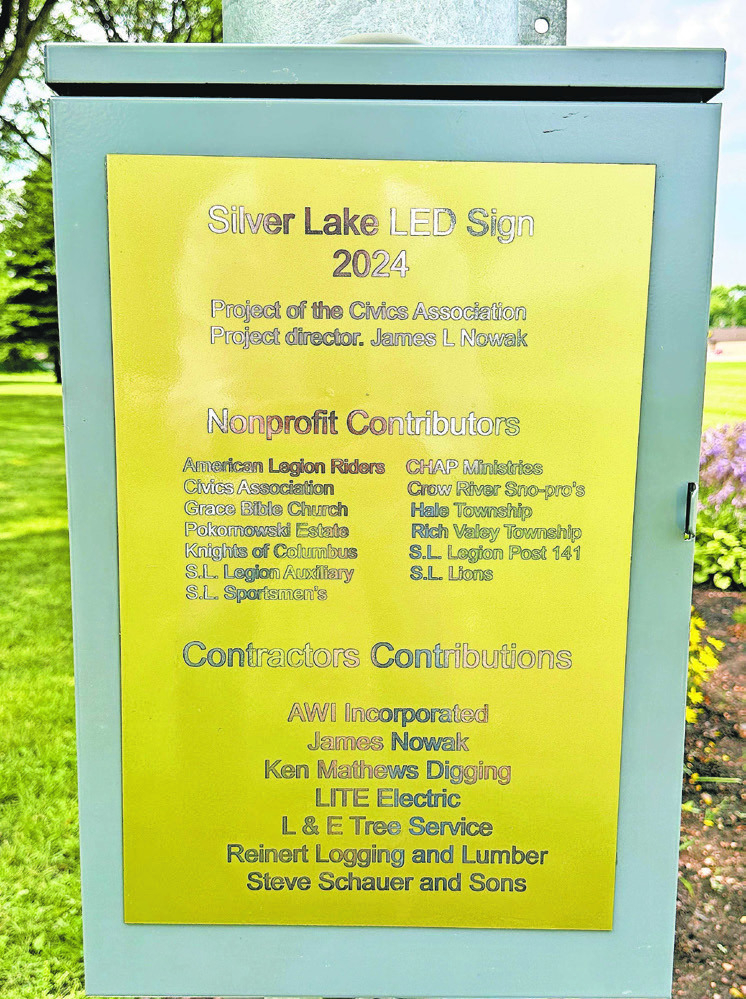 Silver Lake LED Sign
2024
Project of the Civics Association
Project director. James L Nowak
Nonprofit Contributors
American Legion Riders
Civics Association
Grace Bible Church
Pokornowski Estate
Knights of Columbus
S.L. Legion Auxiliary
S.L. Sportsmen's
CHAP Ministries
Crow River Sno-pro's
Hale Township
Rich Valey Township
S.L. Legion Post 141
S.L. Lions
Contractors Contributions
AWI Incorporated
James Nowak
Ken Mathews Digging
LITE Electric
L & E Tree Service
Reinert Logging and Lumber
Steve Schauer and Sons